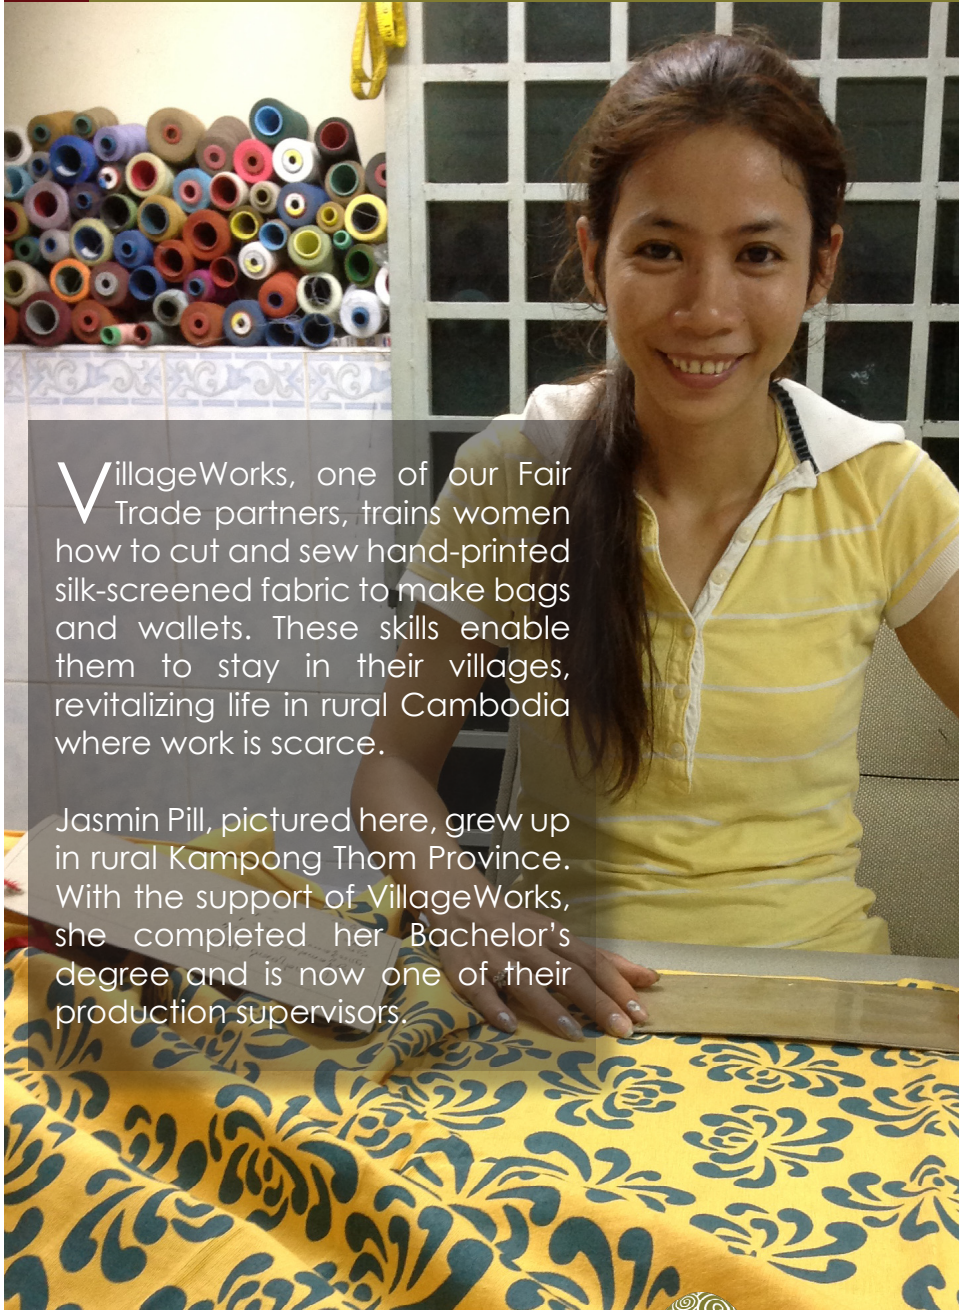 VillageWorks, one of our Fair
Trade partners, trains women
how to cut and sew hand-printed
silk-screened fabric to make bags
and wallets. These skills enable
them to stay in their villages,
revitalizing life in rural Cambodia
where work is scarce.
Jasmin Pill, pictured here, grew up
in rural Kampong Thom Province.
With the support of VillageWorks,
she completed her Bachelor’s
degree and is now one of their
production supervisors.